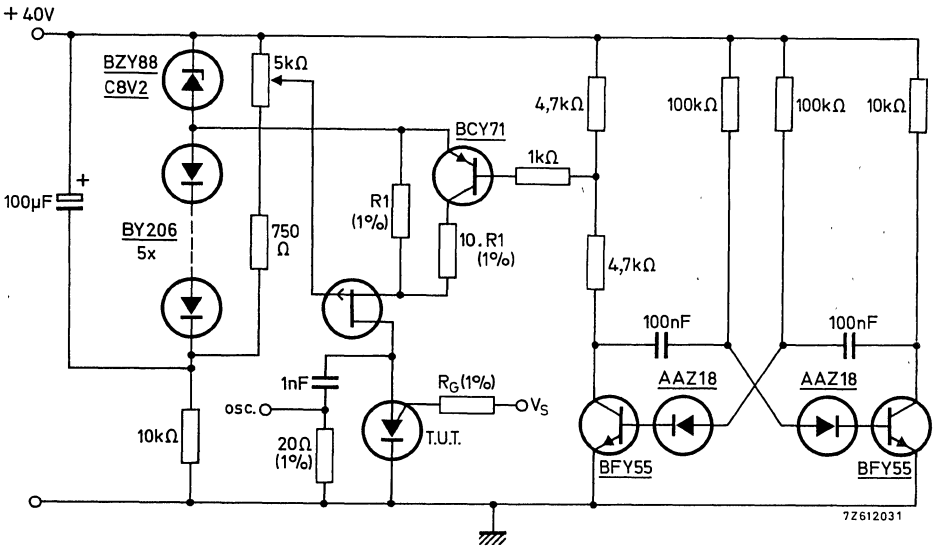 + 40V
BZY88
C8V2
5kΩ
4,7kΩ
100kΩ
100kΩ
10kΩ
BCY71
1kΩ
100µF
+
R1
(1%)
BY206
5x
750
Ω
10.R1
(1%)
4,7kΩ
100nF
100nF
1nF
AAZ18
AAZ18
osc.
RG(1%)
VS
10kΩ
20Ω
(1%)
T.U.T.
BFY55
BFY55
7Z612031